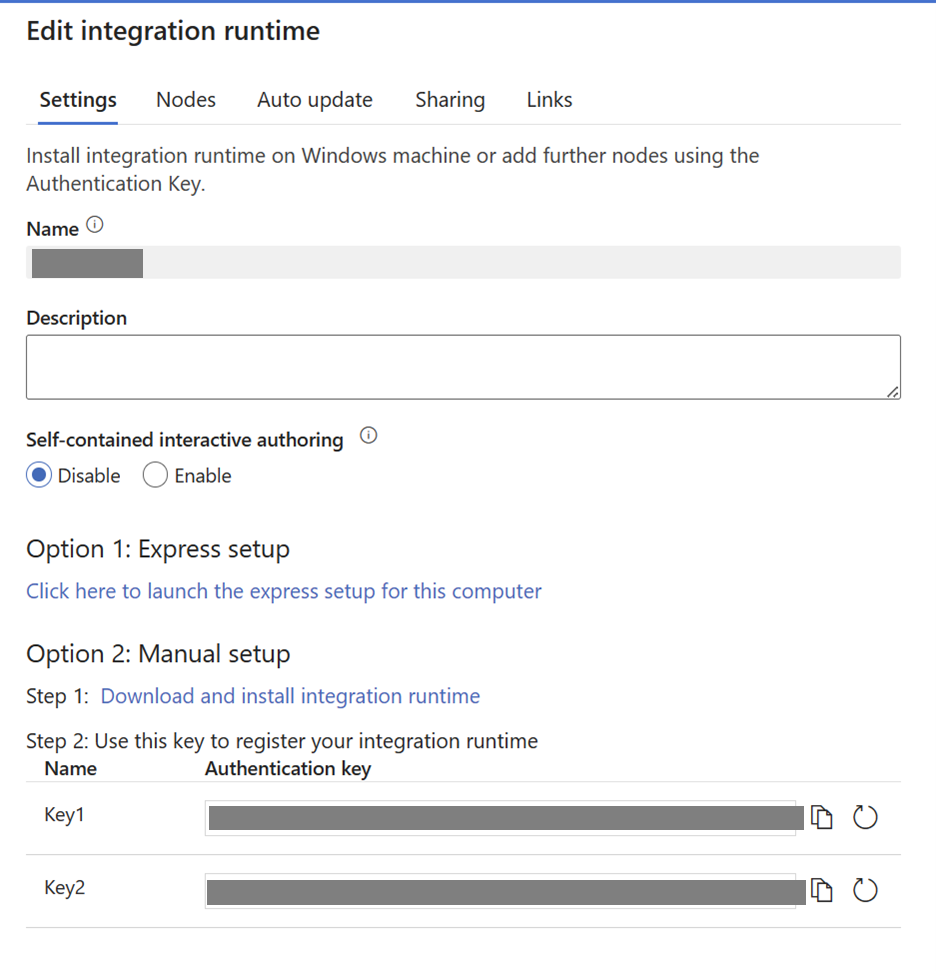 Edit integration runtime
Settings Nodes Auto update Sharing Links
Install integration runtime on Windows machine or add further nodes using the
Authentication Key.
Name
Description
Self-contained interactive authoring
Disable Enable
Option 1: Express setup
Click here to launch the express setup for this computer
Option 2: Manual setup
Step 1: Download and install integration runtime
Step 2: Use this key to register your integration runtime
Name Authentication key
Key1
Key2